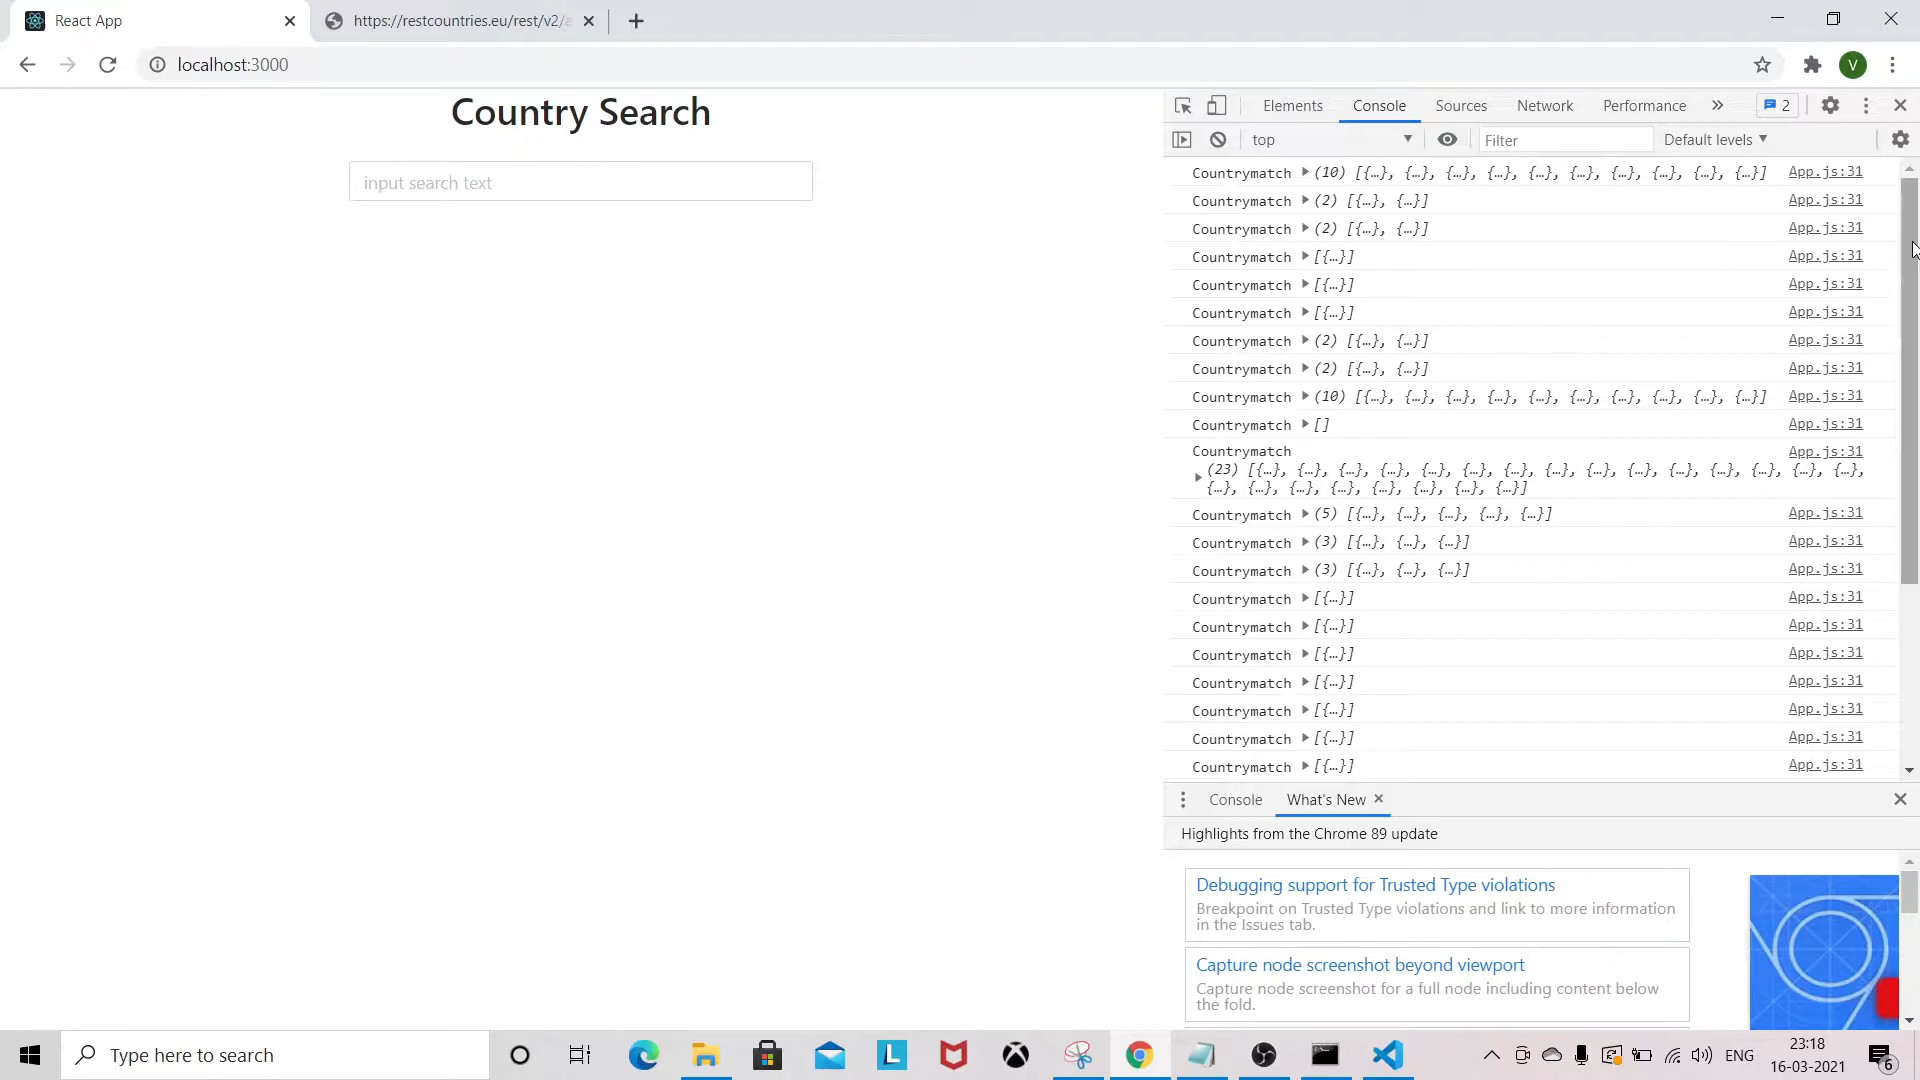 React App
https://restcountries.eu/rest/v2/a
localhost:3000
V
Country Search
input search text
Elements Console Sources Network Performance 2
top Filter Default levels
Countrymatch (10) [{…}, {…}, {…}, {…}, {…}, {…}, {…}, {…}, {…}, {…}] App.js:31
Countrymatch (2) [{…}, {…}] App.js:31
Countrymatch (2) [{…}, {…}] App.js:31
Countrymatch [{…}] App.js:31
Countrymatch [{…}] App.js:31
Countrymatch [{…}] App.js:31
Countrymatch (2) [{…}, {…}] App.js:31
Countrymatch (2) [{…}, {…}] App.js:31
Countrymatch (10) [{…}, {…}, {…}, {…}, {…}, {…}, {…}, {…}, {…}, {…}] App.js:31
Countrymatch [] App.js:31
Countrymatch App.js:31
(23) [{…}, {…}, {…}, {…}, {…}, {…}, {…}, {…}, {…}, {…}, {…}, {…}, {…}, {…}, {…},
{…}, {…}, {…}, {…}, {…}, {…}, {…}, {…}]
Countrymatch (5) [{…}, {…}, {…}, {…}, {…}] App.js:31
Countrymatch (3) [{…}, {…}, {…}] App.js:31
Countrymatch (3) [{…}, {…}, {…}] App.js:31
Countrymatch [{…}] App.js:31
Countrymatch [{…}] App.js:31
Countrymatch [{…}] App.js:31
Countrymatch [{…}] App.js:31
Countrymatch [{…}] App.js:31
Countrymatch [{…}] App.js:31
Countrymatch [{…}] App.js:31
Console What's New
Highlights from the Chrome 89 update
Debugging support for Trusted Type violations
Breakpoint on Trusted Type violations and link to more information
in the Issues tab.
Capture node screenshot beyond viewport
Capture node screenshot for a full node including content below
the fold.
Type here to search
L
ENG
23:18
16-03-2021
6